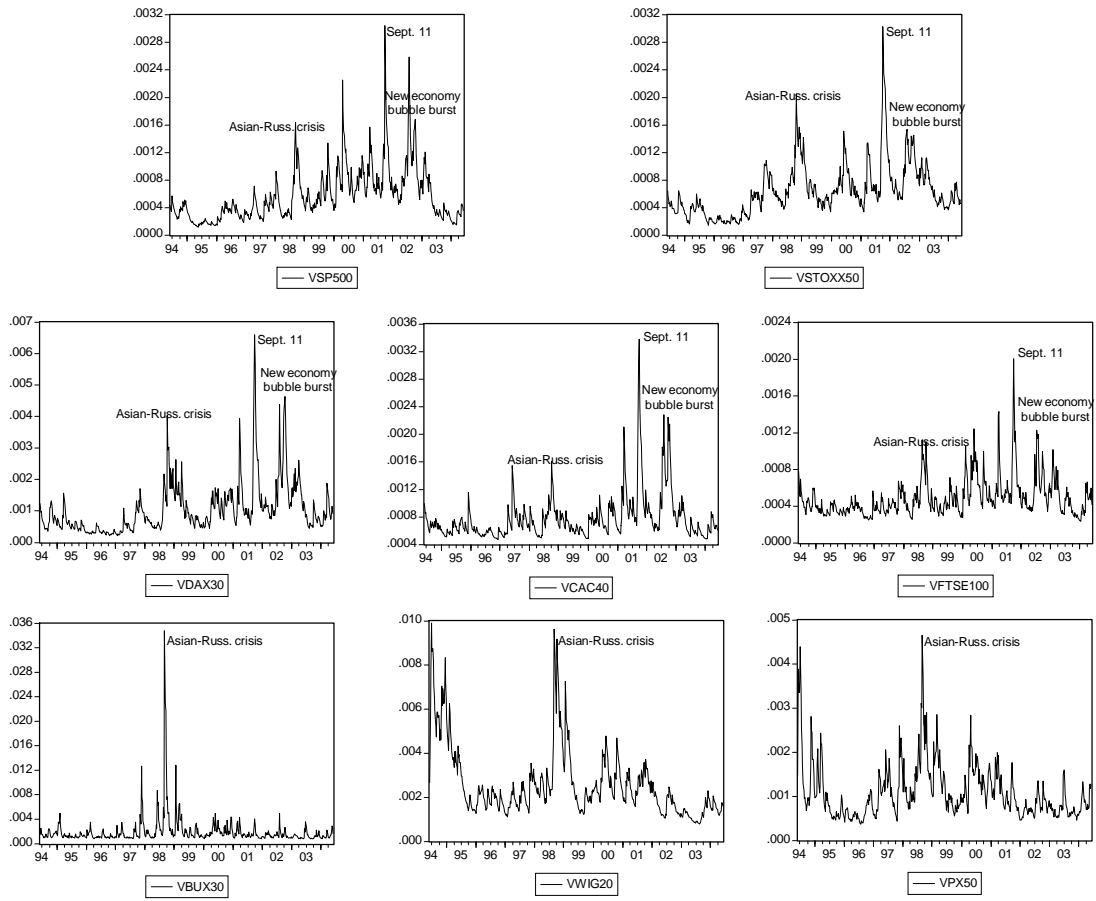 .0032
.0028
.0024
.0020
.0016
.0012
.0008
.0004
.0000
Sept. 11
New economy
bubble burst
Asian-Russ. crisis
94 95 96 97 98 99 00 01 02 03
VSP500
.0032
.0028
.0024
.0020
.0016
.0012
.0008
.0004
.0000
Sept. 11
Asian-Russ. crisis
New economy
bubble burst
94 95 96 97 98 99 00 01 02 03
VSTOXX50
.007
.006
.005
.004
.003
.002
.001
.000
Sept. 11
New economy
bubble burst
Asian-Russ. crisis
94 95 96 97 98 99 00 01 02 03
VDAX30
.0036
.0032
.0028
.0024
.0020
.0016
.0012
.0008
.0004
Sept. 11
New economy
bubble burst
Asian-Russ. crisis
94 95 96 97 98 99 00 01 02 03
VCAC40
.0024
.0020
.0016
.0012
.0008
.0004
.0000
Sept. 11
New economy
bubble burst
Asian-Russ. crisis
94 95 96 97 98 99 00 01 02 03
VFTSE100
.036
.032
.028
.024
.020
.016
.012
.008
.004
.000
Asian-Russ. crisis
94 95 96 97 98 99 00 01 02 03
VBUX30
.010
.008
.006
.004
.002
.000
Asian-Russ. crisis
94 95 96 97 98 99 00 01 02 03
VWIG20
.005
.004
.003
.002
.001
.000
Asian-Russ. crisis
94 95 96 97 98 99 00 01 02 03
VPX50